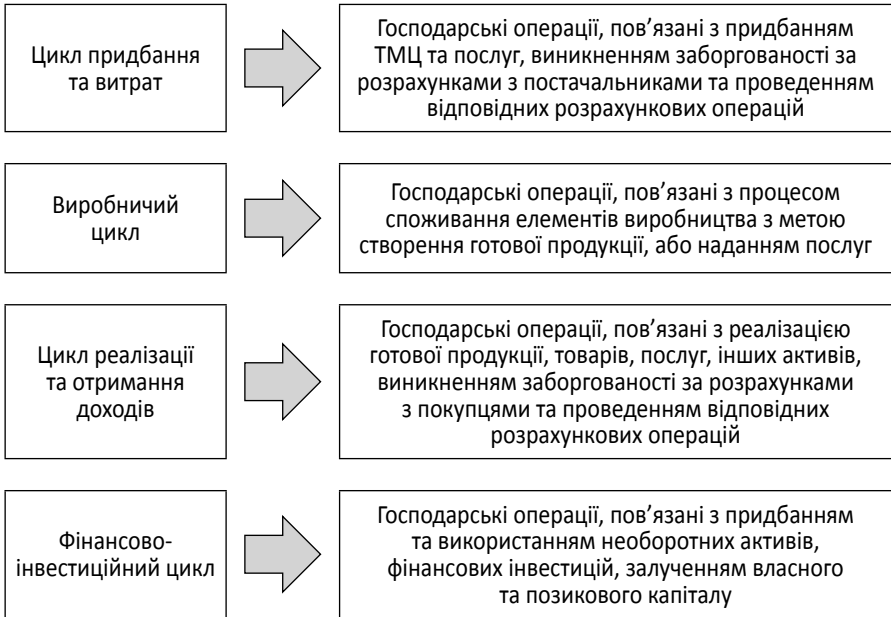 Цикл придбання
та витрат
Господарські операції, пов’язані з придбанням
ТМЦ та послуг, виникненням заборгованості за
розрахунками з постачальниками та проведенням
відповідних розрахункових операцій
Виробничий
цикл
Господарські операції, пов’язані з процесом
споживання елементів виробництва з метою
створення готової продукції, або наданням послуг
Цикл реалізації
та отримання
доходів
Господарські операції, пов’язані з реалізацією
готової продукції, товарів, послуг, інших активів,
виникненням заборгованості за розрахунками
з покупцями та проведенням відповідних
розрахункових операцій
Фінансово-
інвестиційний цикл
Господарські операції, пов’язані з придбанням
та використанням необоротних активів,
фінансових інвестицій, залученням власного
та позикового капіталу